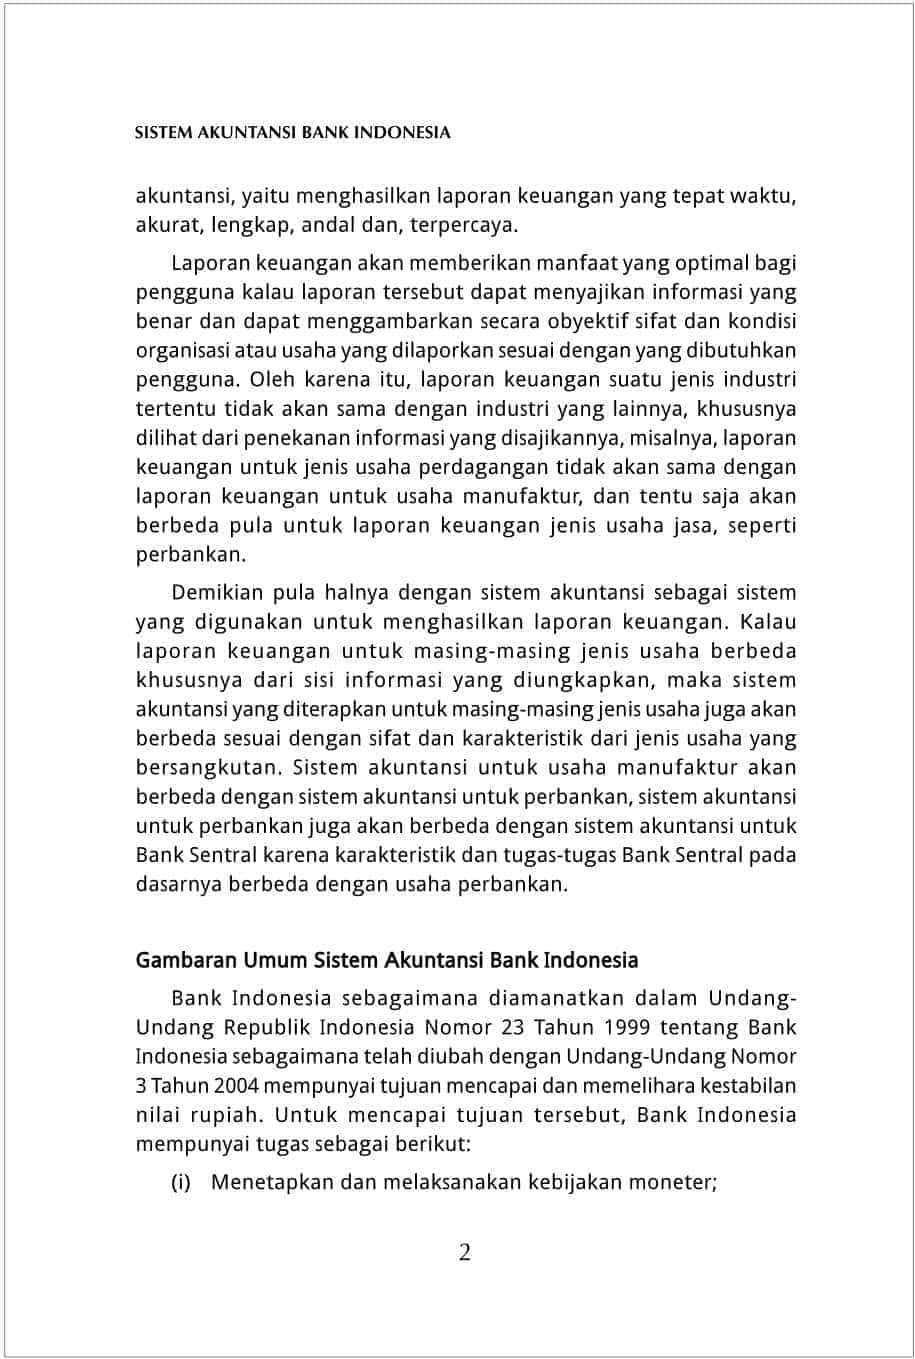 SISTEM AKUNTANSI BANK INDONESIA
akuntansi, yaitu menghasilkan laporan keuangan yang tepat waktu,
akurat, lengkap, andal dan, terpercaya.
Laporan keuangan akan memberikan manfaat yang optimal bagi
pengguna kalau laporan tersebut dapat menyajikan informasi yang
benar dan dapat menggambarkan secara obyektif sifat dan kondisi
organisasi atau usaha yang dilaporkan sesuai dengan yang dibutuhkan
pengguna. Oleh karena itu, laporan keuangan suatu jenis industri
tertentu tidak akan sama dengan industri yang lainnya, khususnya
dilihat dari penekanan informasi yang disajikannya, misalnya, laporan
keuangan untuk jenis usaha perdagangan tidak akan sama dengan
laporan keuangan untuk usaha manufaktur, dan tentu saja akan
berbeda pula untuk laporan keuangan jenis usaha jasa, seperti
perbankan.
Demikian pula halnya dengan sistem akuntansi sebagai sistem
yang digunakan untuk menghasilkan laporan keuangan. Kalau
laporan keuangan untuk masing-masing jenis usaha berbeda
khususnya dari sisi informasi yang diungkapkan, maka sistem
akuntansi yang diterapkan untuk masing-masing jenis usaha juga akan
berbeda sesuai dengan sifat dan karakteristik dari jenis usaha yang
bersangkutan. Sistem akuntansi untuk usaha manufaktur akan
berbeda dengan sistem akuntansi untuk perbankan, sistem akuntansi
untuk perbankan juga akan berbeda dengan sistem akuntansi untuk
Bank Sentral karena karakteristik dan tugas-tugas Bank Sentral pada
dasarnya berbeda dengan usaha perbankan.
Gambaran Umum Sistem Akuntansi Bank Indonesia
Bank Indonesia sebagaimana diamanatkan dalam Undang-
Undang Republik Indonesia Nomor 23 Tahun 1999 tentang Bank
Indonesia sebagaimana telah diubah dengan Undang-Undang Nomor
3 Tahun 2004 mempunyai tujuan mencapai dan memelihara kestabilan
nilai rupiah. Untuk mencapai tujuan tersebut, Bank Indonesia
mempunyai tugas sebagai berikut:
(i) Menetapkan dan melaksanakan kebijakan moneter;
2